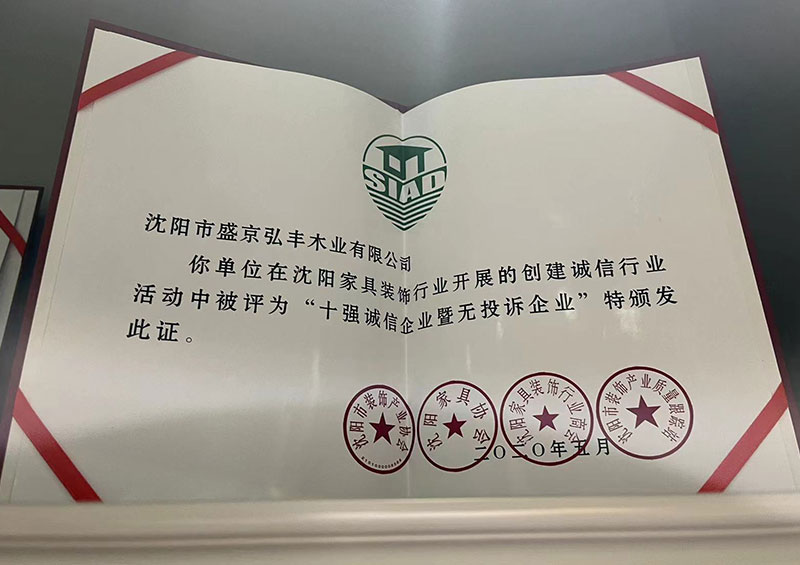 SIAD
沈阳市盛京弘丰木业有限公司
你单位在沈阳家具装饰行业开展的创建诚信行业
活动中被评为“十强诚信企业暨无投诉企业”特颁发
此证。
沈阳市装饰产业协会
沈阳家具协会
沈阳家具装饰行业商会
沈阳市装饰产业质量跟踪站
二〇二〇年五月